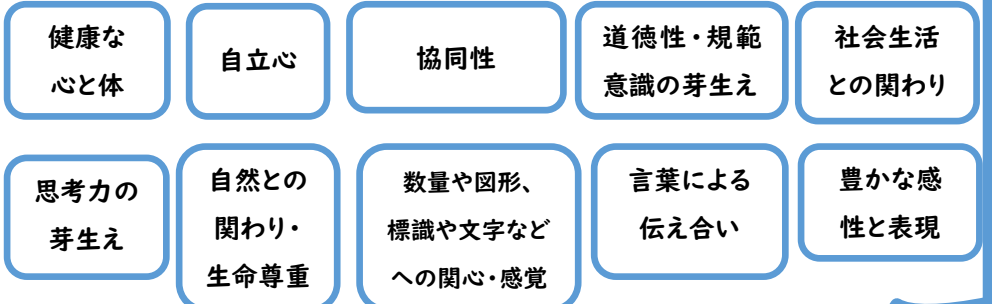 健康な
心と体
自立心
協同性
道徳性・規範
意識の芽生え
社会生活
との関わり
思考力の
芽生え
自然との
関わり・
生命尊重
数量や図形、
標識や文字など
への関心・感覚
言葉による
伝え合い
豊かな感
性と表現